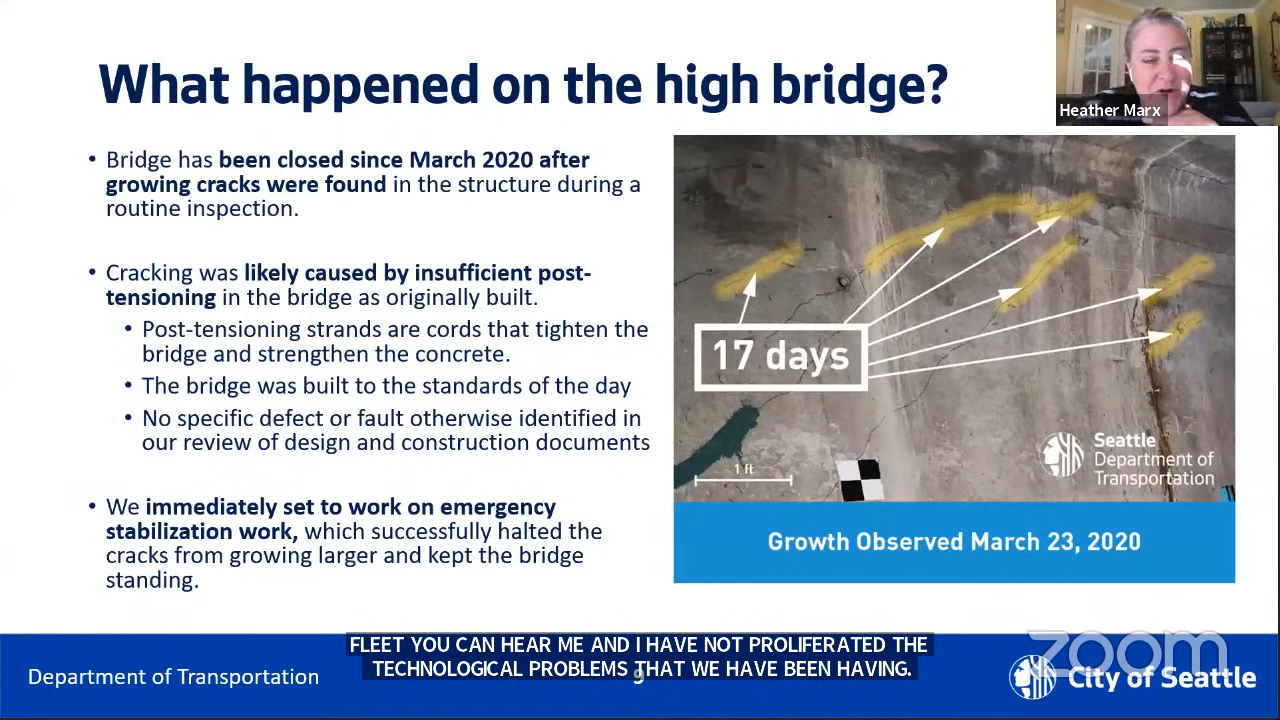 What happened on the high bridge?
Heather Marx
• Bridge has been closed since March 2020 after
growing cracks were found in the structure during a
routine inspection.
• Cracking was likely caused by insufficient post-
tensioning in the bridge as originally built.
• Post-tensioning strands are cords that tighten the
bridge and strengthen the concrete.
• The bridge was built to the standards of the day
• No specific defect or fault otherwise identified in
our review of design and construction documents
• We immediately set to work on emergency
stabilization work, which successfully halted the
cracks from growing larger and kept the bridge
standing.
17 days
1 ft
Seattle
Department of
Transportation
Growth Observed March 23, 2020
FLEET YOU CAN HEAR ME AND I HAVE NOT PROLIFERATED THE
TECHNOLOGICAL PROBLEMS THAT WE HAVE BEEN HAVING.
Department of Transportation
9
zoom
City of Seattle